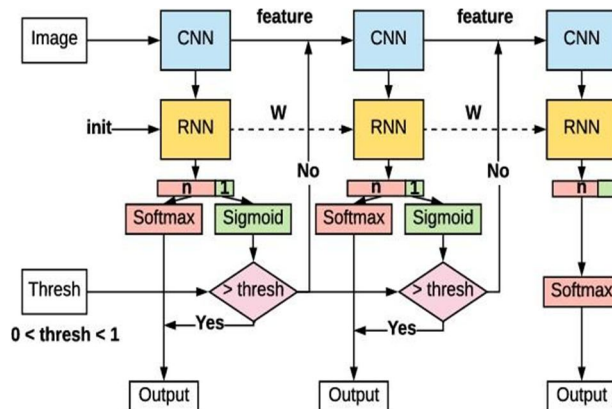 feature feature
Image CNN CNN CNN
W W
init RNN RNN RNN
No No
n 1 n 1 n
Softmax Sigmoid Softmax Sigmoid
Thresh > thresh > thresh Softmax
0 < thresh < 1 Yes Yes
Output Output Output